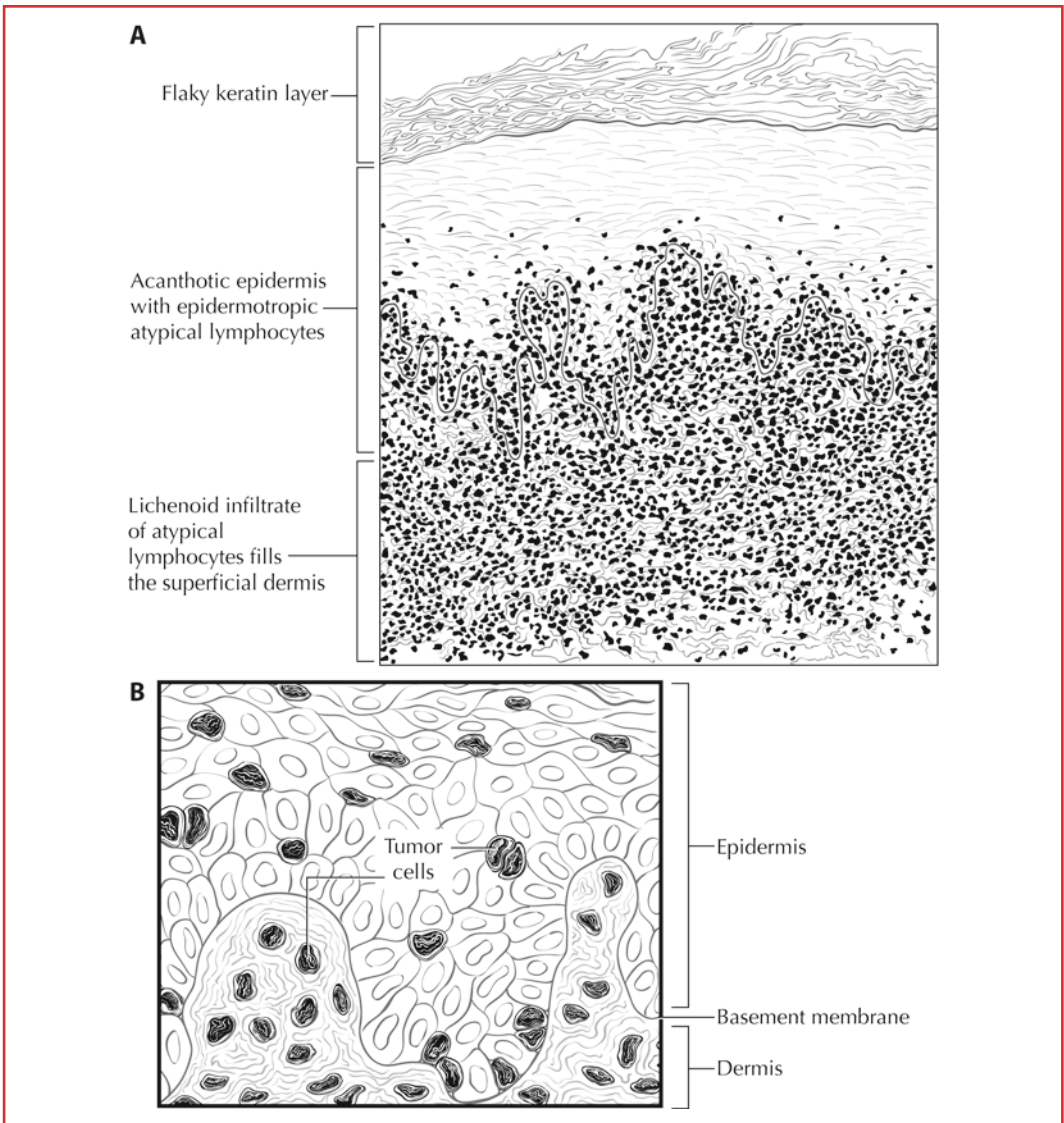 A
Flaky keratin layer
Acanthotic epidermis
with epidermotropic
atypical lymphocytes
Lichenoid infiltrate
of atypical
lymphocytes fills
the superficial dermis
B
Tumor
cells
Epidermis
Basement membrane
Dermis